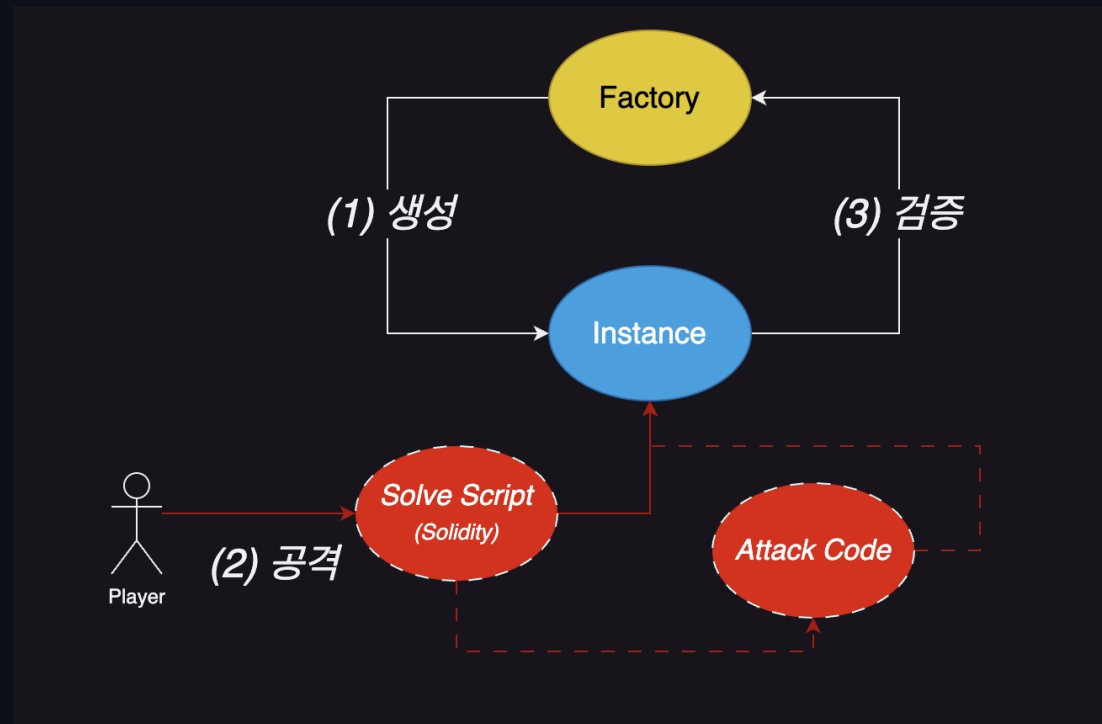 Factory
(1) 생성
(3) 검증
Instance
Solve Script
(Solidity)
Attack Code
(2) 공격
Player